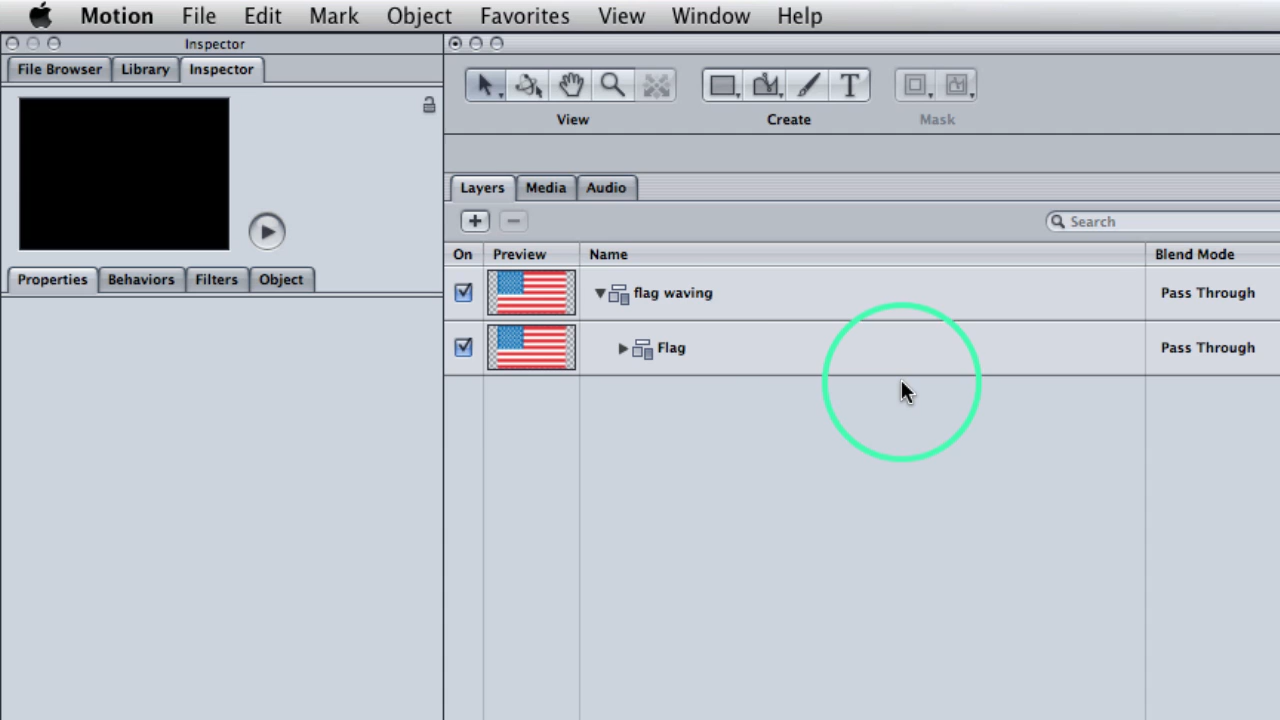 Motion File Edit Mark Object Favorites View Window Help
Inspector
File Browser Library Inspector
View Create Mask
Layers Media Audio
Search
On Preview Name Blend Mode
Properties Behaviors Filters Object
flag waving Pass Through
Flag Pass Through